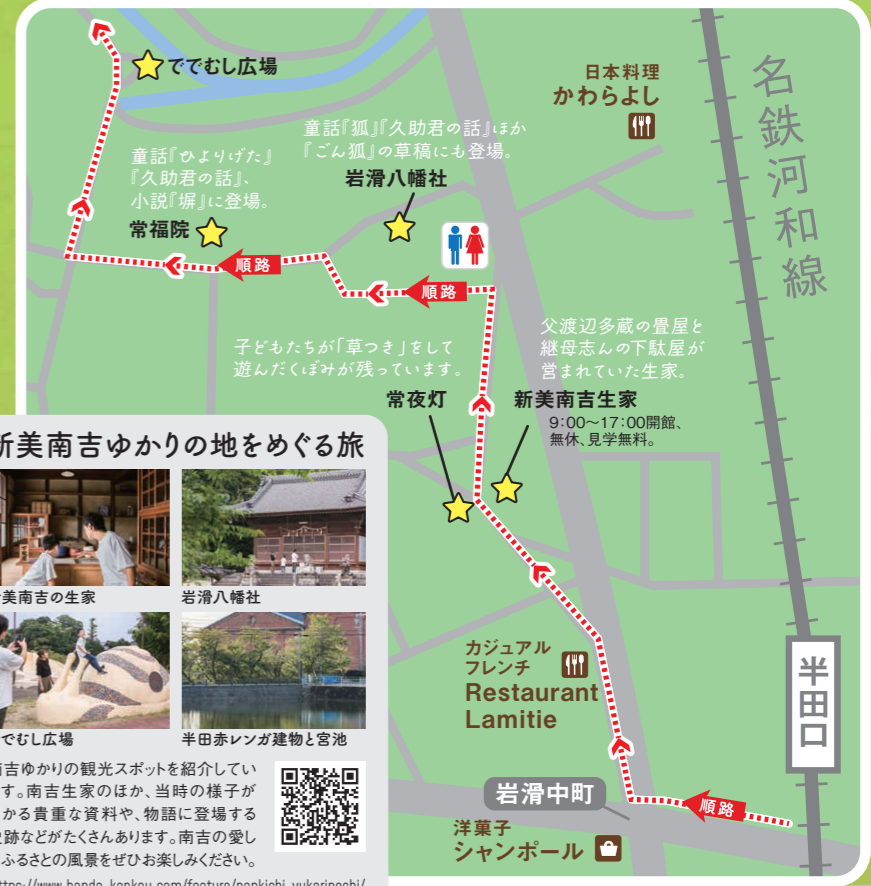 ででむし広場
日本料理
かわらよし
名鉄河和線
童話『狐』『久助君の話』ほか
『ごん狐』の草稿にも登場。
岩滑八幡社
童話『ひよりげた』
『久助君の話』、
小説『塀』に登場。
常福院
順路
順路
子どもたちが「草つき」をして
遊んだくぼみが残っています。
常夜灯
父渡辺多蔵の畳屋と
継母志んの下駄屋が
営まれていた生家。
新美南吉生家
9:00〜17:00開館、
無休、見学無料。
カジュアル
フレンチ
Restaurant
Lamitie
半田口
岩滑中町
順路
洋菓子
シャンポール
新美南吉ゆかりの地をめぐる旅
美南吉の生家
岩滑八幡社
でむし広場
半田赤レンガ建物と宮池
吉ゆかりの観光スポットを紹介してい
す。南吉生家のほか、当時の様子が
かる貴重な資料や、物語に登場する
跡などがたくさんあります。南吉の愛し
ふるさとの風景をぜひお楽しみください。
ttps://www.handa-kankou.com/feature/nankichi_yukarinochi/